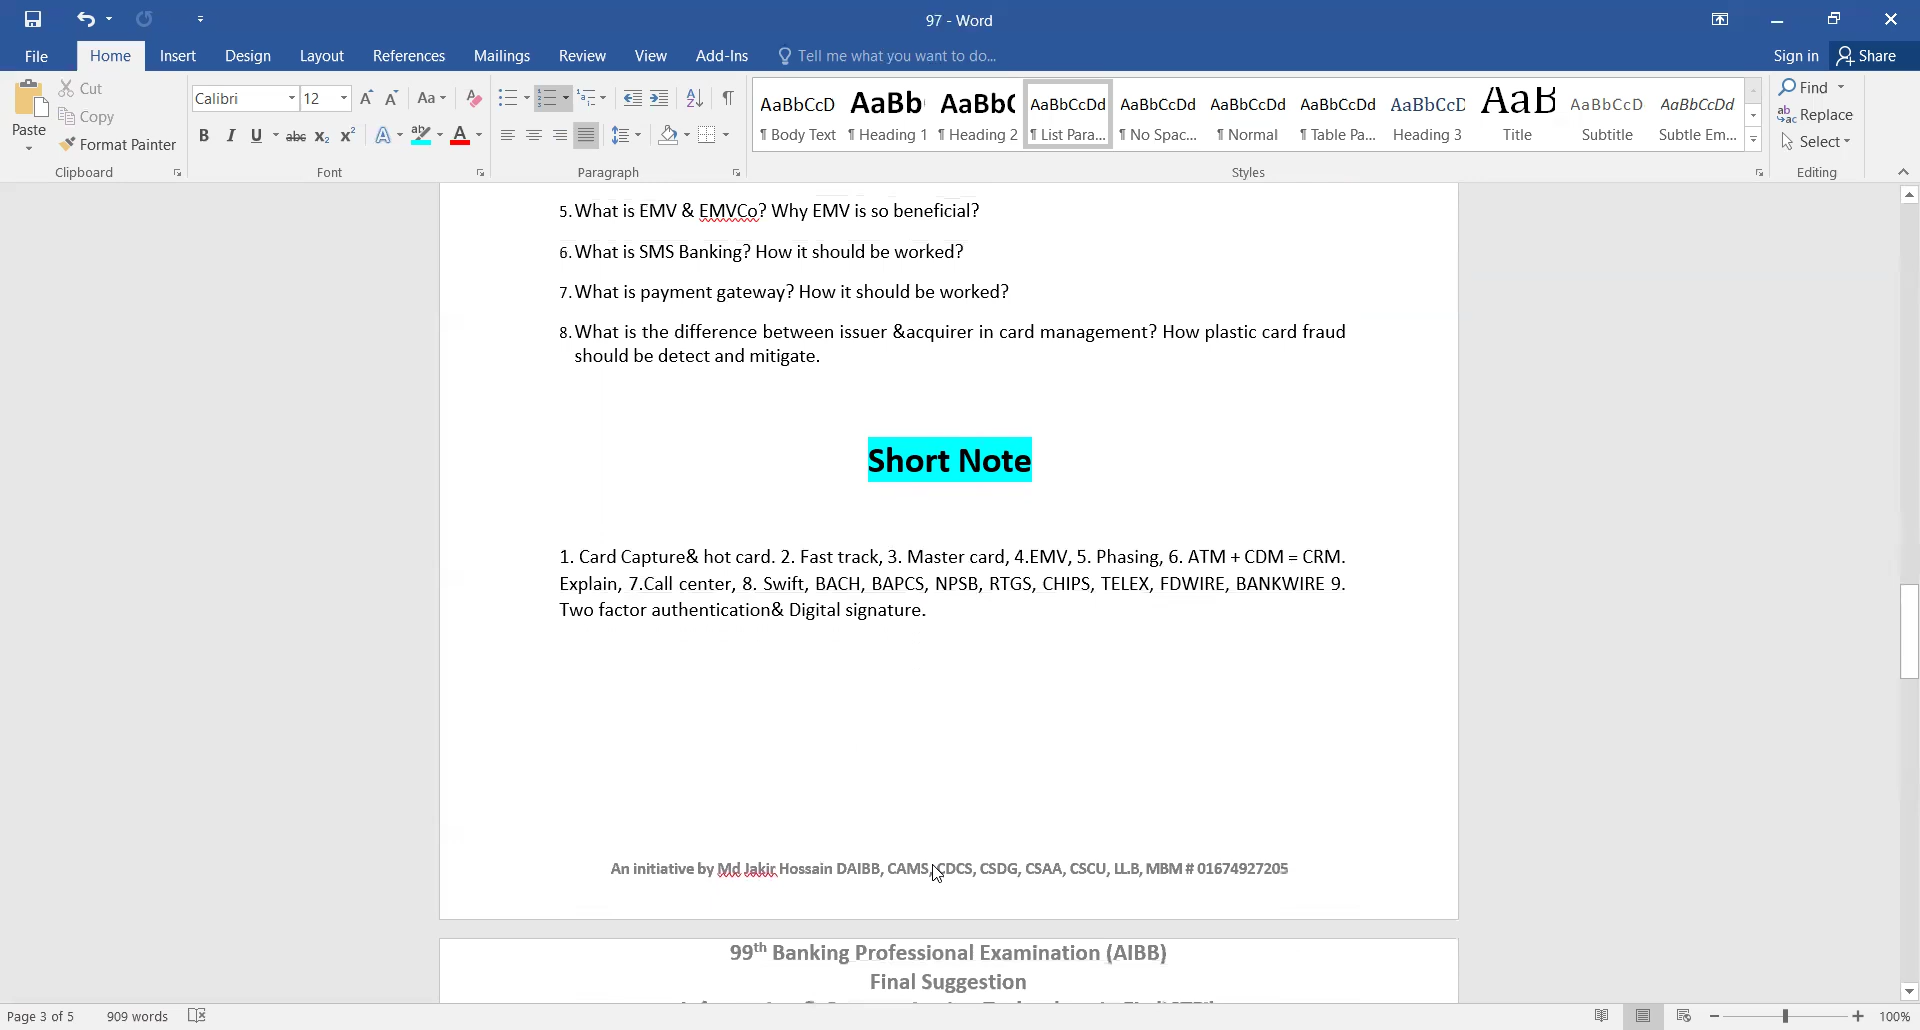 97 - Word
File Home Insert Design Layout References Mailings Review View Add-Ins Tell me what you want to do... Sign in Share
Paste
Cut
Copy
Format Painter
Clipboard
Calibri 12
Font
Paragraph
AaBbCcD AaBb AaBbC AaBbCcDd AaBbCcDd AaBbCcDd AaBbCcDd AaBbCcC AaB AaBbCcD AaBbCcDd
¶ Body Text ¶ Heading 1 ¶ Heading 2 ¶ List Para... ¶ No Spac... ¶ Normal ¶ Table Pa... Heading 3 Title Subtitle Subtle Em...
Styles
Find
Replace
Select
Editing
5. What is EMV & EMVCo? Why EMV is so beneficial?
6. What is SMS Banking? How it should be worked?
7. What is payment gateway? How it should be worked?
8. What is the difference between issuer &acquirer in card management? How plastic card fraud
should be detect and mitigate.
Short Note
1. Card Capture& hot card. 2. Fast track, 3. Master card, 4.EMV, 5. Phasing, 6. ATM + CDM = CRM.
Explain, 7.Call center, 8. Swift, BACH, BAPCS, NPSB, RTGS, CHIPS, TELEX, FDWIRE, BANKWIRE 9.
Two factor authentication& Digital signature.
An initiative by Md Jakir Hossain DAIBB, CAMS, CDCS, CSDG, CSAA, CSCU, LL.B, MBM # 01674927205
99th Banking Professional Examination (AIBB)
Final Suggestion
Page 3 of 5 909 words 100%